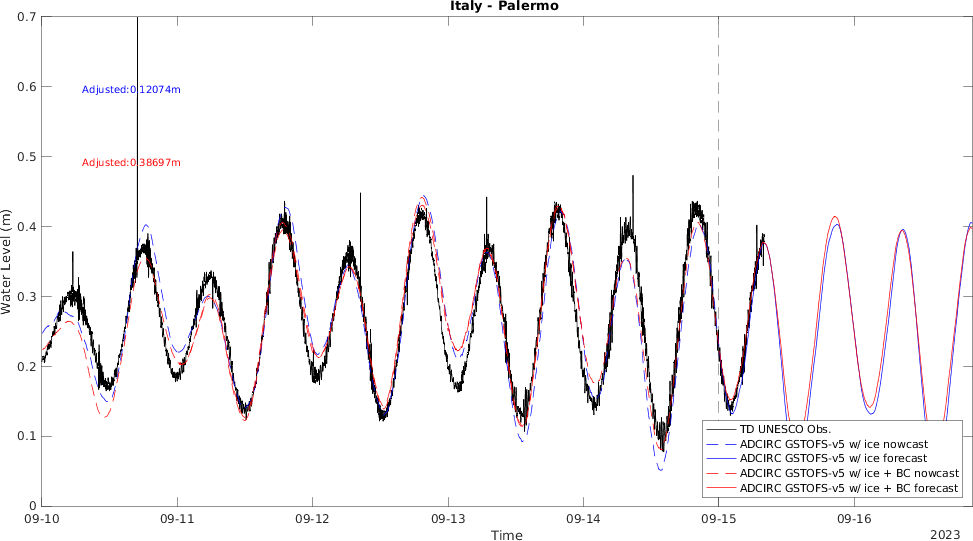 Italy - Palermo
Water Level (m)
0.7
0.6
0.5
0.4
0.3
0.2
0.1
0
Adjusted:0.12074m
Adjusted:0.38697m
TD UNESCO Obs.
ADCIRC GSTOFS-v5 w/ ice nowcast
ADCIRC GSTOFS-v5 w/ ice forecast
ADCIRC GSTOFS-v5 w/ ice + BC nowcast
ADCIRC GSTOFS-v5 w/ ice + BC forecast
09-10 09-11 09-12 09-13 09-14 09-15 09-16
Time
2023